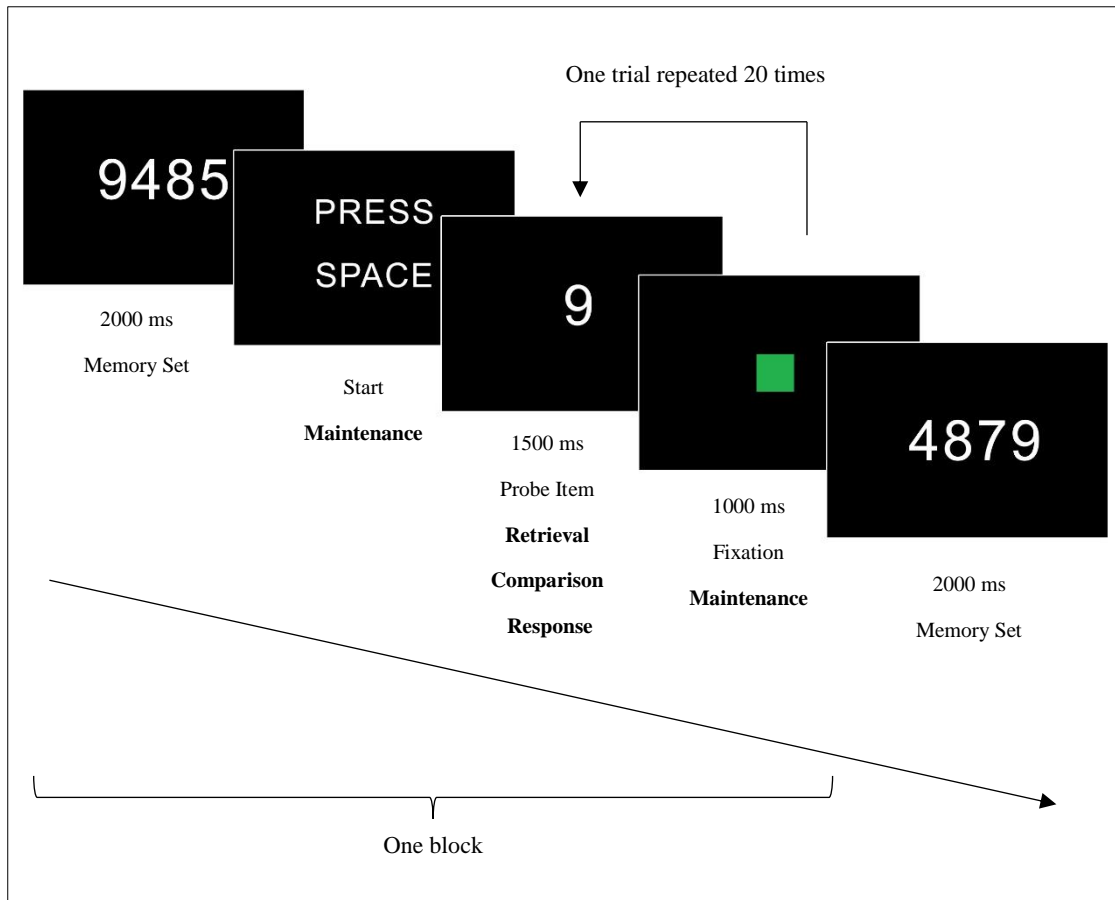 One trial repeated 20 times
9485
2000 ms
Memory Set
PRESS
SPACE
Start
Maintenance
9
1500 ms
Probe Item
Retrieval
Comparison
Response
1000 ms
Fixation
Maintenance
4879
2000 ms
Memory Set
One block